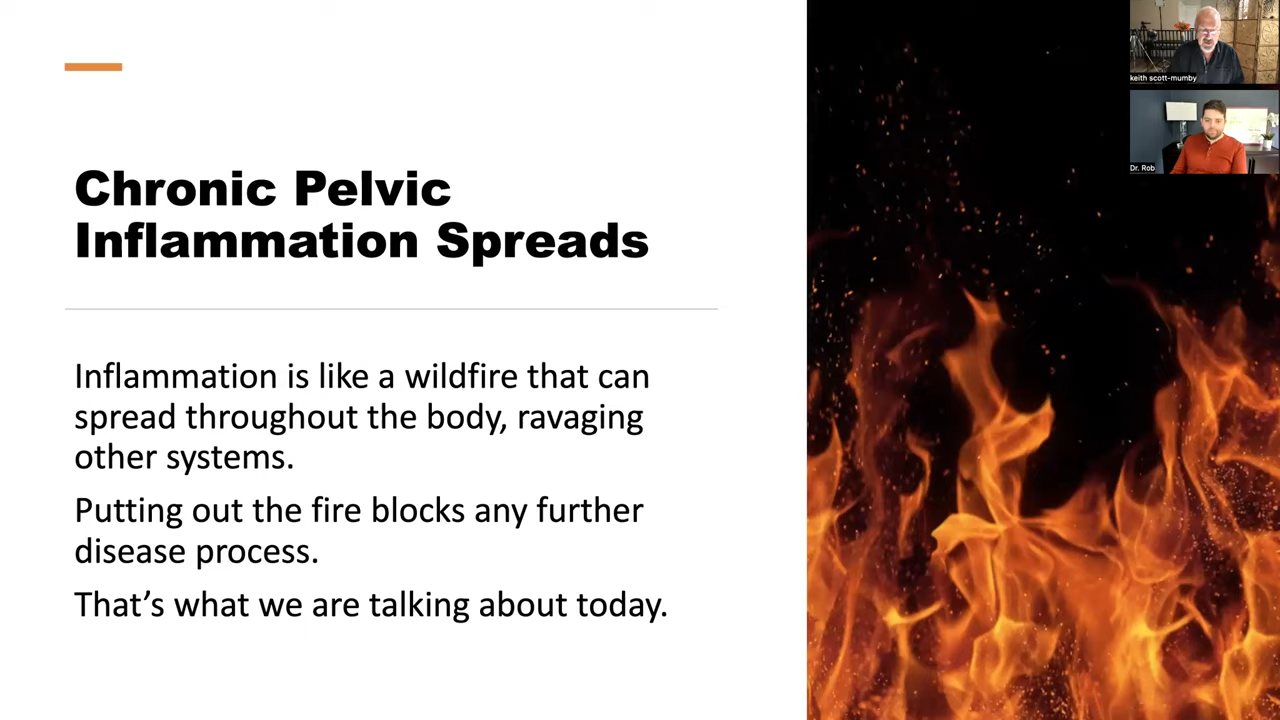 Chronic Pelvic
Inflammation Spreads
Inflammation is like a wildfire that can
spread throughout the body, ravaging
other systems.
Putting out the fire blocks any further
disease process.
That’s what we are talking about today.
keith scott-mumby
Dr. Rob